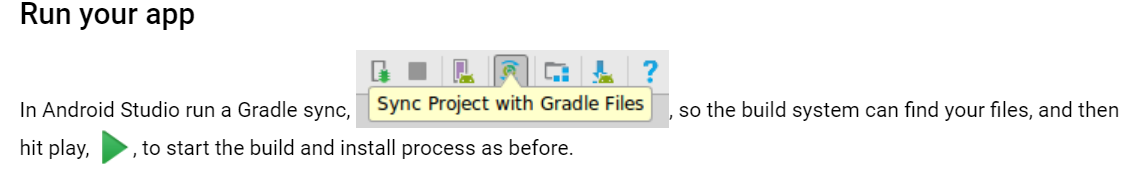 Run your app
In Android Studio run a Gradle sync, Sync Project with Gradle Files , so the build system can find your files, and then
hit play, , to start the build and install process as before.